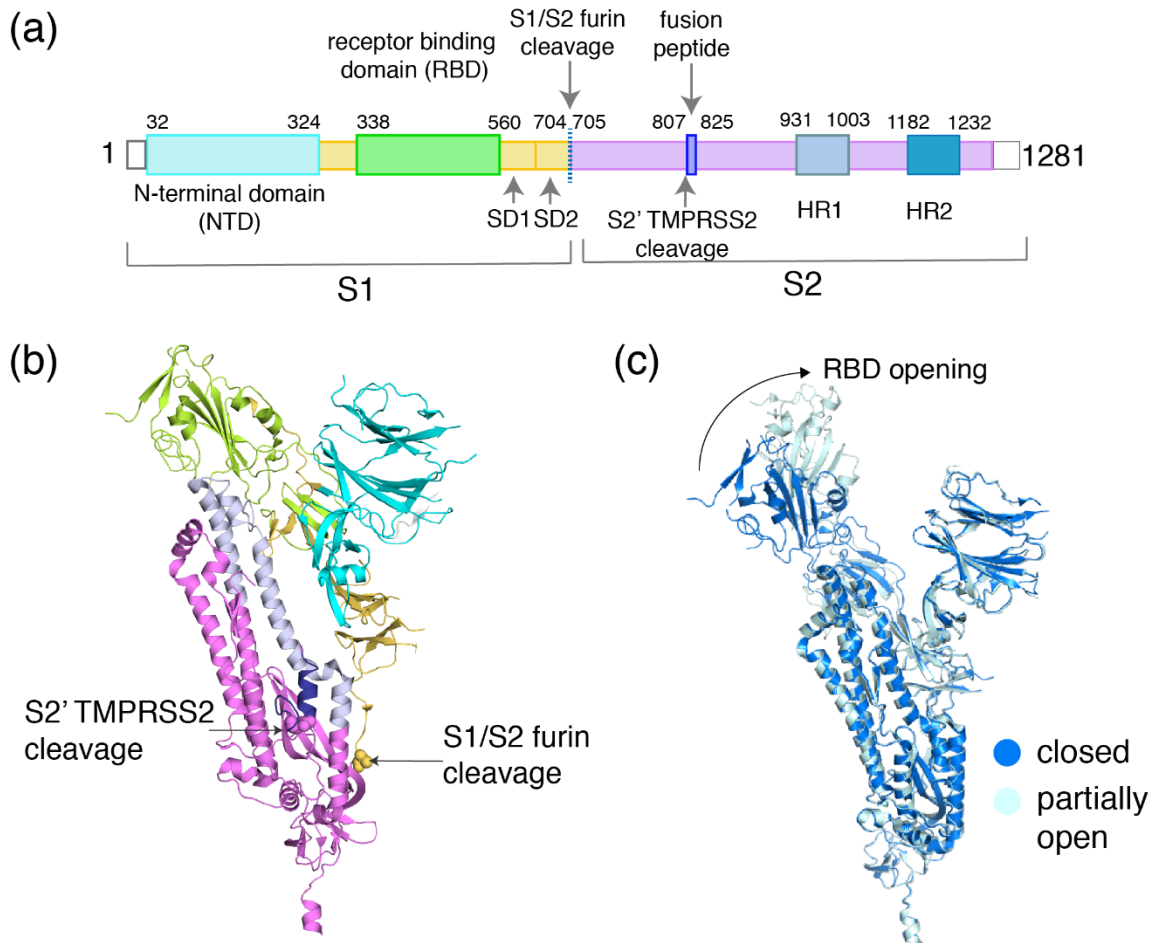 (a)
receptor binding
domain (RBD)
S1/S2 furin
cleavage
fusion
peptide
32
324
338
560
704
705
807
825
931
1003
1182
1232
1
1281
N-terminal domain
(NTD)
SD1
SD2
S2’ TMPRSS2
cleavage
HR1
HR2
S1
S2
(b)
S2’ TMPRSS2
cleavage
S1/S2 furin
cleavage
(c)
RBD opening
closed
partially
open